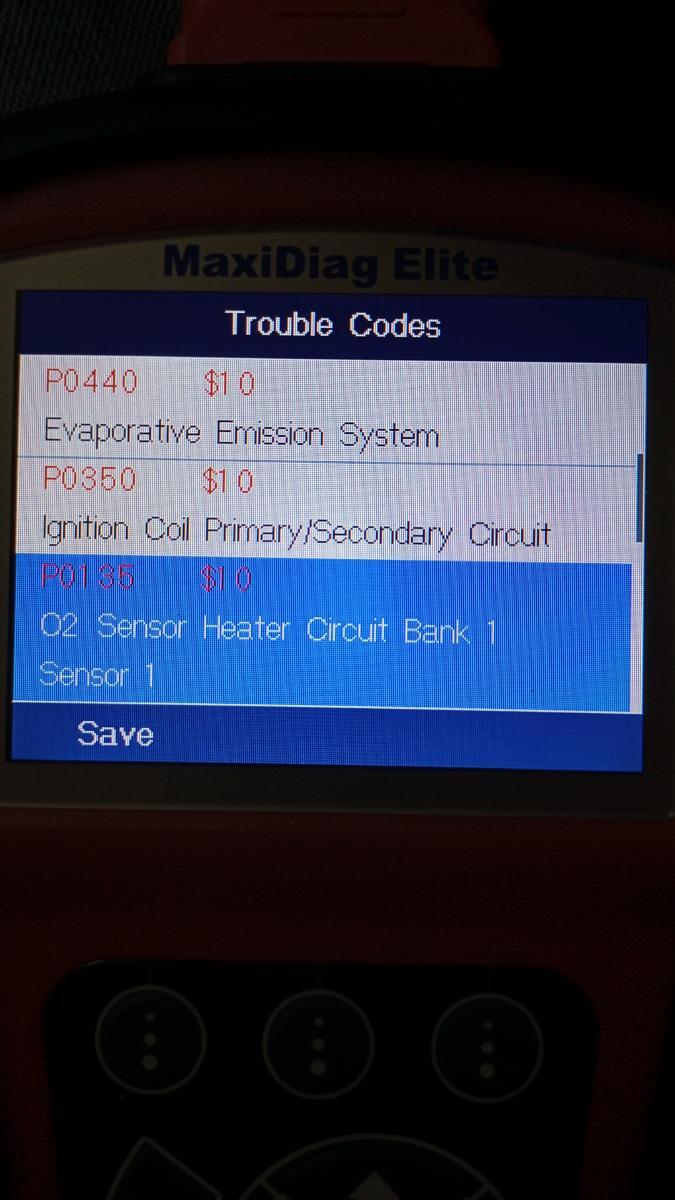 MaxiDiag Elite
Trouble Codes
P0440 $10
Evaporative Emission System
P0350 $10
Ignition Coil Primary/Secondary Circuit
P0135 $10
O2 Sensor Heater Circuit Bank 1
Sensor 1
Save